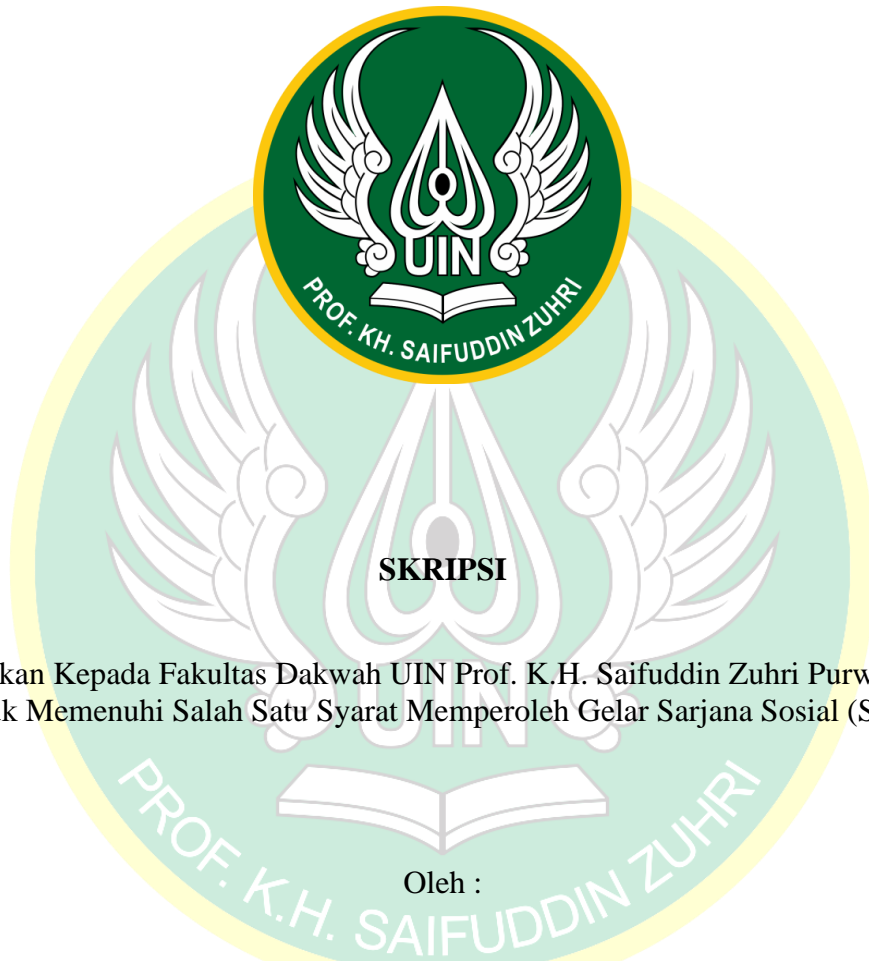 UIN
PROF. KH. SAIFUDDIN ZUHRI
SKRIPSI
kan Kepada Fakultas Dakwah UIN Prof. K.H. Saifuddin Zuhri Purw
k Memenuhi Salah Satu Syarat Memperoleh Gelar Sarjana Sosial (S
UIN
Oleh :
PROF. K.H. SAIFUDDIN ZUHRI